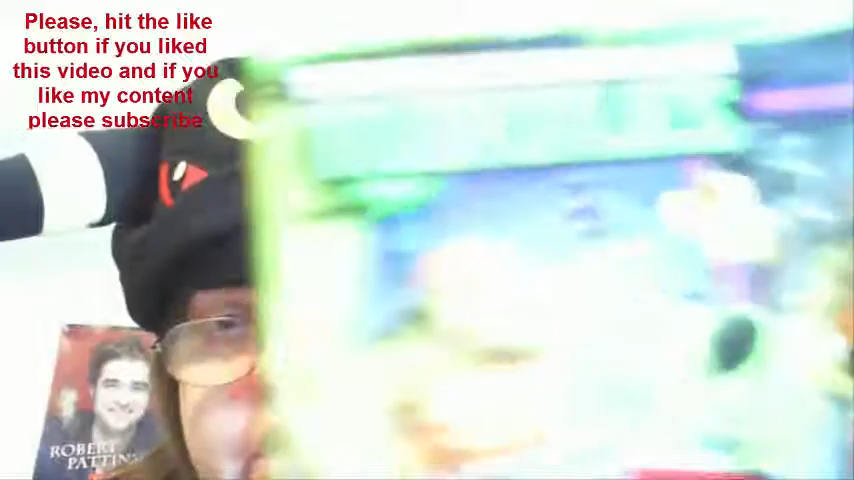 Please, hit the like
button if you liked
this video and if you
like my content
please subscribe
ROBERT